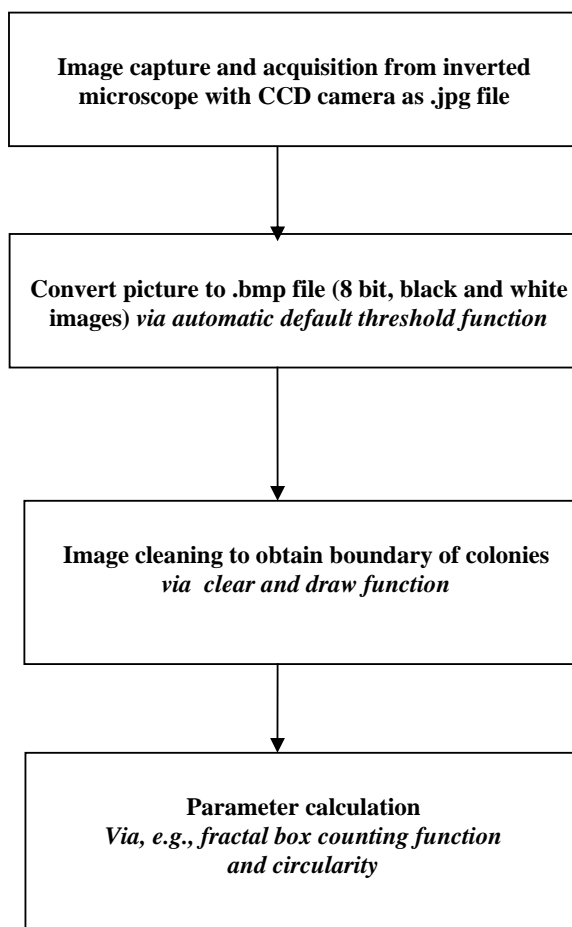 Image capture and acquisition from inverted
microscope with CCD camera as .jpg file
Convert picture to .bmp file (8 bit, black and white
images) via automatic default threshold function
Image cleaning to obtain boundary of colonies
via clear and draw function
Parameter calculation
Via, e.g., fractal box counting function
and circularity